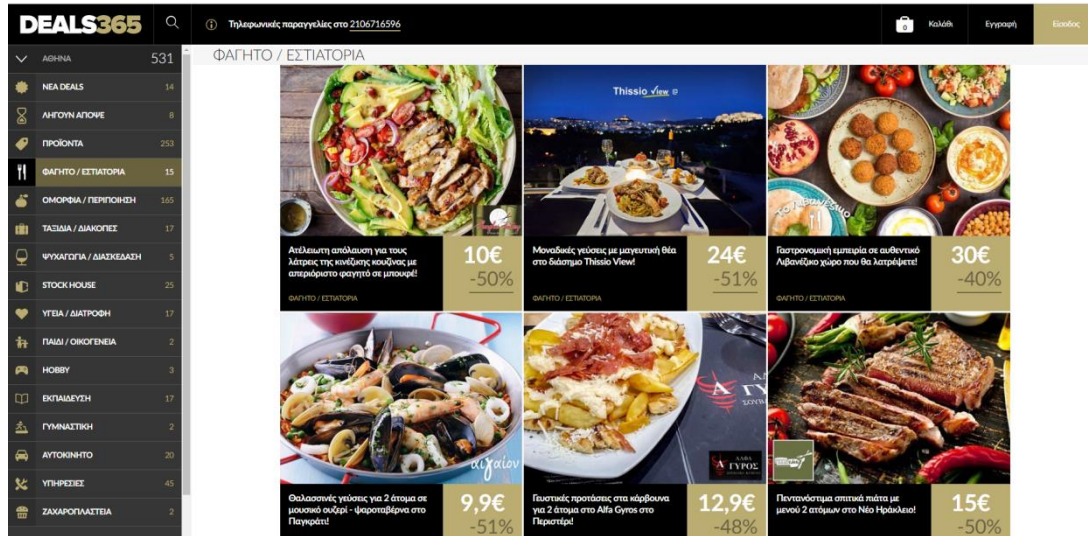 DEALS365
Τηλεφωνικές παραγγελίες στο 2106716596
0
Καλάθι
Εγγραφή
Είσοδος
ΑΘΗΝΑ 531
ΝΕΑ DEALS 14
ΛΗΓΟΥΝ ΑΠΟΨΕ 8
ΠΡΟΪΟΝΤΑ 253
ΦΑΓΗΤΟ / ΕΣΤΙΑΤΟΡΙΑ 15
ΟΜΟΡΦΙΑ / ΠΕΡΙΠΟΙΗΣΗ 165
ΤΑΞΙΔΙΑ / ΔΙΑΚΟΠΕΣ 17
ΨΥΧΑΓΩΓΙΑ / ΔΙΑΣΚΕΔΑΣΗ 5
STOCK HOUSE 25
ΥΓΕΙΑ / ΔΙΑΤΡΟΦΗ 17
ΠΑΙΔΙ / ΟΙΚΟΓΕΝΕΙΑ 2
HOBBY 3
ΕΚΠΑΙΔΕΥΣΗ 17
ΓΥΜΝΑΣΤΙΚΗ 2
ΑΥΤΟΚΙΝΗΤΟ 20
ΥΠΗΡΕΣΙΕΣ 45
ΖΑΧΑΡΟΠΛΑΣΤΕΙΑ 2
ΦΑΓΗΤΟ / ΕΣΤΙΑΤΟΡΙΑ
Ατέλειωτη απόλαυση για τους
λάτρεις της κινέζικης κουζίνας με
απεριόριστο φαγητό σε μπουφέ!
ΦΑΓΗΤΟ / ΕΣΤΙΑΤΟΡΙΑ
10€
-50%
Thissio View
Μοναδικές γεύσεις με μαγευτική θέα
στο διάσημο Thissio View!
ΦΑΓΗΤΟ / ΕΣΤΙΑΤΟΡΙΑ
24€
-51%
Το Λιβανέζικο
Γαστρονομική εμπειρία σε αυθεντικό
Λιβανέζικο χώρο που θα λατρέψετε!
ΦΑΓΗΤΟ / ΕΣΤΙΑΤΟΡΙΑ
30€
-40%
αιγαίον
Θαλασσινές γεύσεις για 2 άτομα σε
μουσικό ουζερί - ψαροταβέρνα στο
Παγκράτι!
9,9€
-51%
ΓΥΡΟΣ
ΑΛΦΑ
ΓΥΡΟΣ
Γευστικές προτάσεις στα κάρβουνα
για 2 άτομα στο Alfa Gyros στο
Περιστέρι!
12,9€
-48%
Πεντανόστιμα σπιτικά πιάτα με
μενού 2 ατόμων στο Νέο Ηράκλειο!
15€
-50%